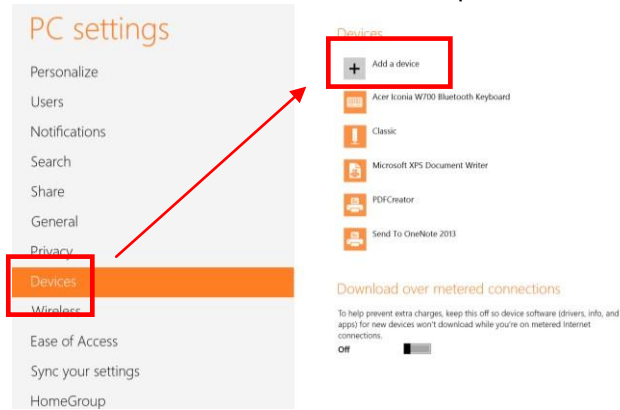 PC settings
Personalize
Users
Notifications
Search
Share
General
Privacy
Devices
Wireless
Ease of Access
Sync your settings
HomeGroup
Devices
Add a device
Acer Iconia W700 Bluetooth Keyboard
Classic
Microsoft XPS Document Writer
PDFCreator
Send To OneNote 2013
Download over metered connections
To help prevent extra charges, keep this off so device software (drivers, info, and
apps) for new devices won't download while you're on metered Internet
connections.
Off